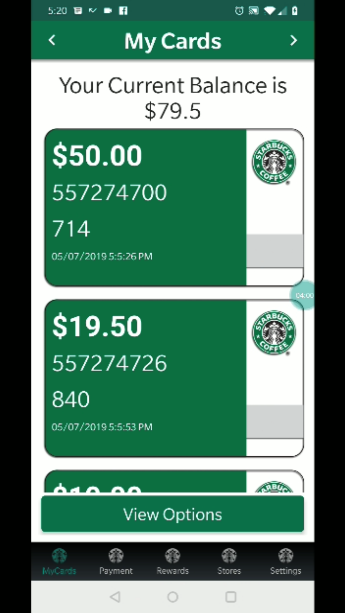 5:20
My Cards
Your Current Balance is
$79.5
$50.00
557274700
714
05/07/2019 5:5:26 PM
STARBUCKS
COFFEE
04:00
$19.50
557274726
840
05/07/2019 5:5:53 PM
STARBUCKS
COFFEE
View Options
MyCards
Payment
Rewards
Stores
Settings